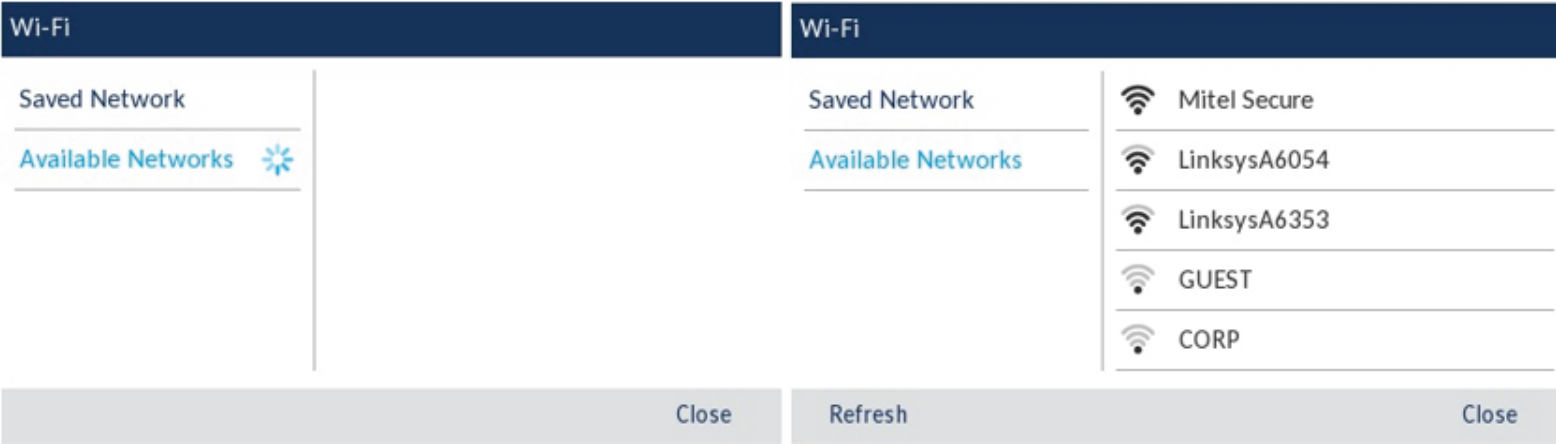 Wi-Fi
Saved Network
Available Networks
Close
Wi-Fi
Saved Network
Available Networks
Mitel Secure
LinksysA6054
LinksysA6353
GUEST
CORP
Refresh
Close